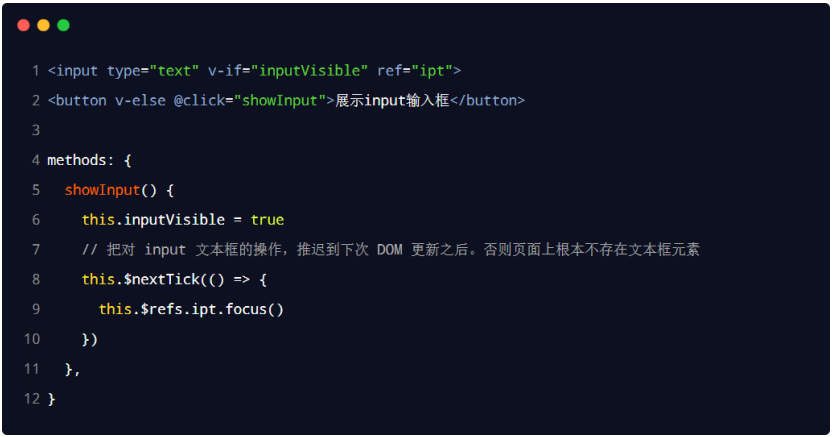 1 <input type="text" v-if="inputVisible" ref="ipt">
2 <button v-else @click="showInput">展示input输入框</button>
3
4 methods: {
5   showInput() {
6     this.inputVisible = true
7     // 把对 input 文本框的操作，推迟到下次 DOM 更新之后。否则页面上根本不存在文本框元素
8     this.$nextTick(() => {
9       this.$refs.ipt.focus()
10     })
11   },
12 }